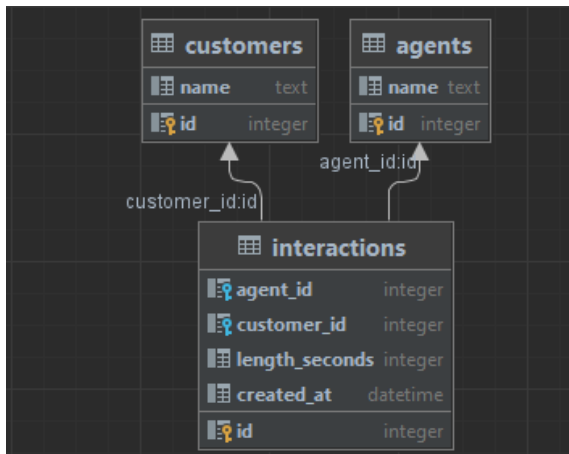 customers
name text
id integer
agents
name text
id integer
customer_id:id
agent_id:id
interactions
agent_id integer
customer_id integer
length_seconds integer
created_at datetime
id integer